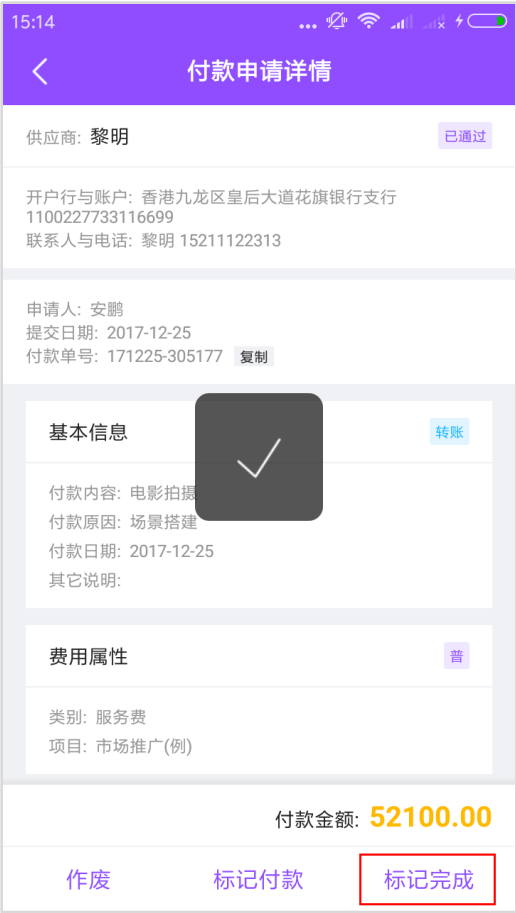 15:14
付款申请详情
供应商: 黎明
已通过
开户行与账户: 香港九龙区皇后大道花旗银行支行
1100227733116699
联系人与电话: 黎明 15211122313
申请人: 安鹏
提交日期: 2017-12-25
付款单号: 171225-305177 复制
基本信息
转账
付款内容: 电影拍摄
付款原因: 场景搭建
付款日期: 2017-12-25
其它说明:
费用属性
普
类别: 服务费
项目: 市场推广(例)
付款金额: 52100.00
作废
标记付款
标记完成